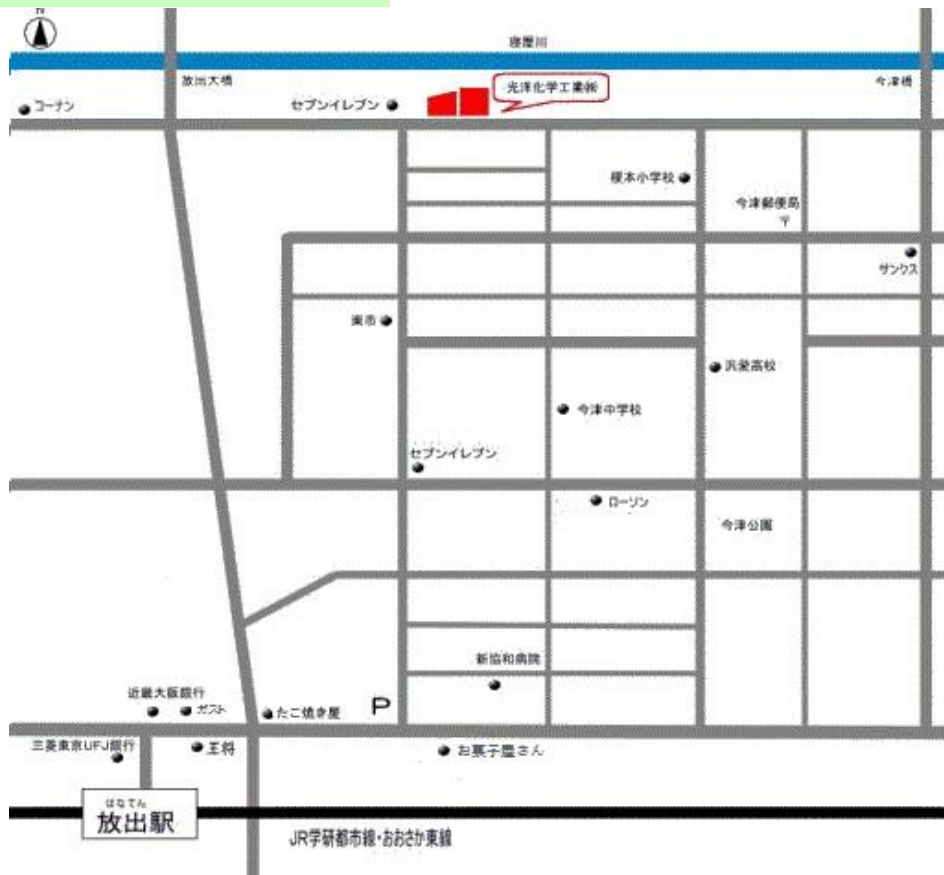 N
寝屋川
放出大橋
今津橋
コーナン
セブンイレブン
光洋化学工業㈱
榎本小学校
今津郵便局
〒
サンクス
楽市
汎愛高校
今津中学校
セブンイレブン
ローソン
今津公園
新協和病院
近畿大阪銀行
ガスト
たこ焼き屋
P
三菱東京UFJ銀行
王将
お菓子屋さん
はなてん
放出駅
JR学研都市線・おおさか東線